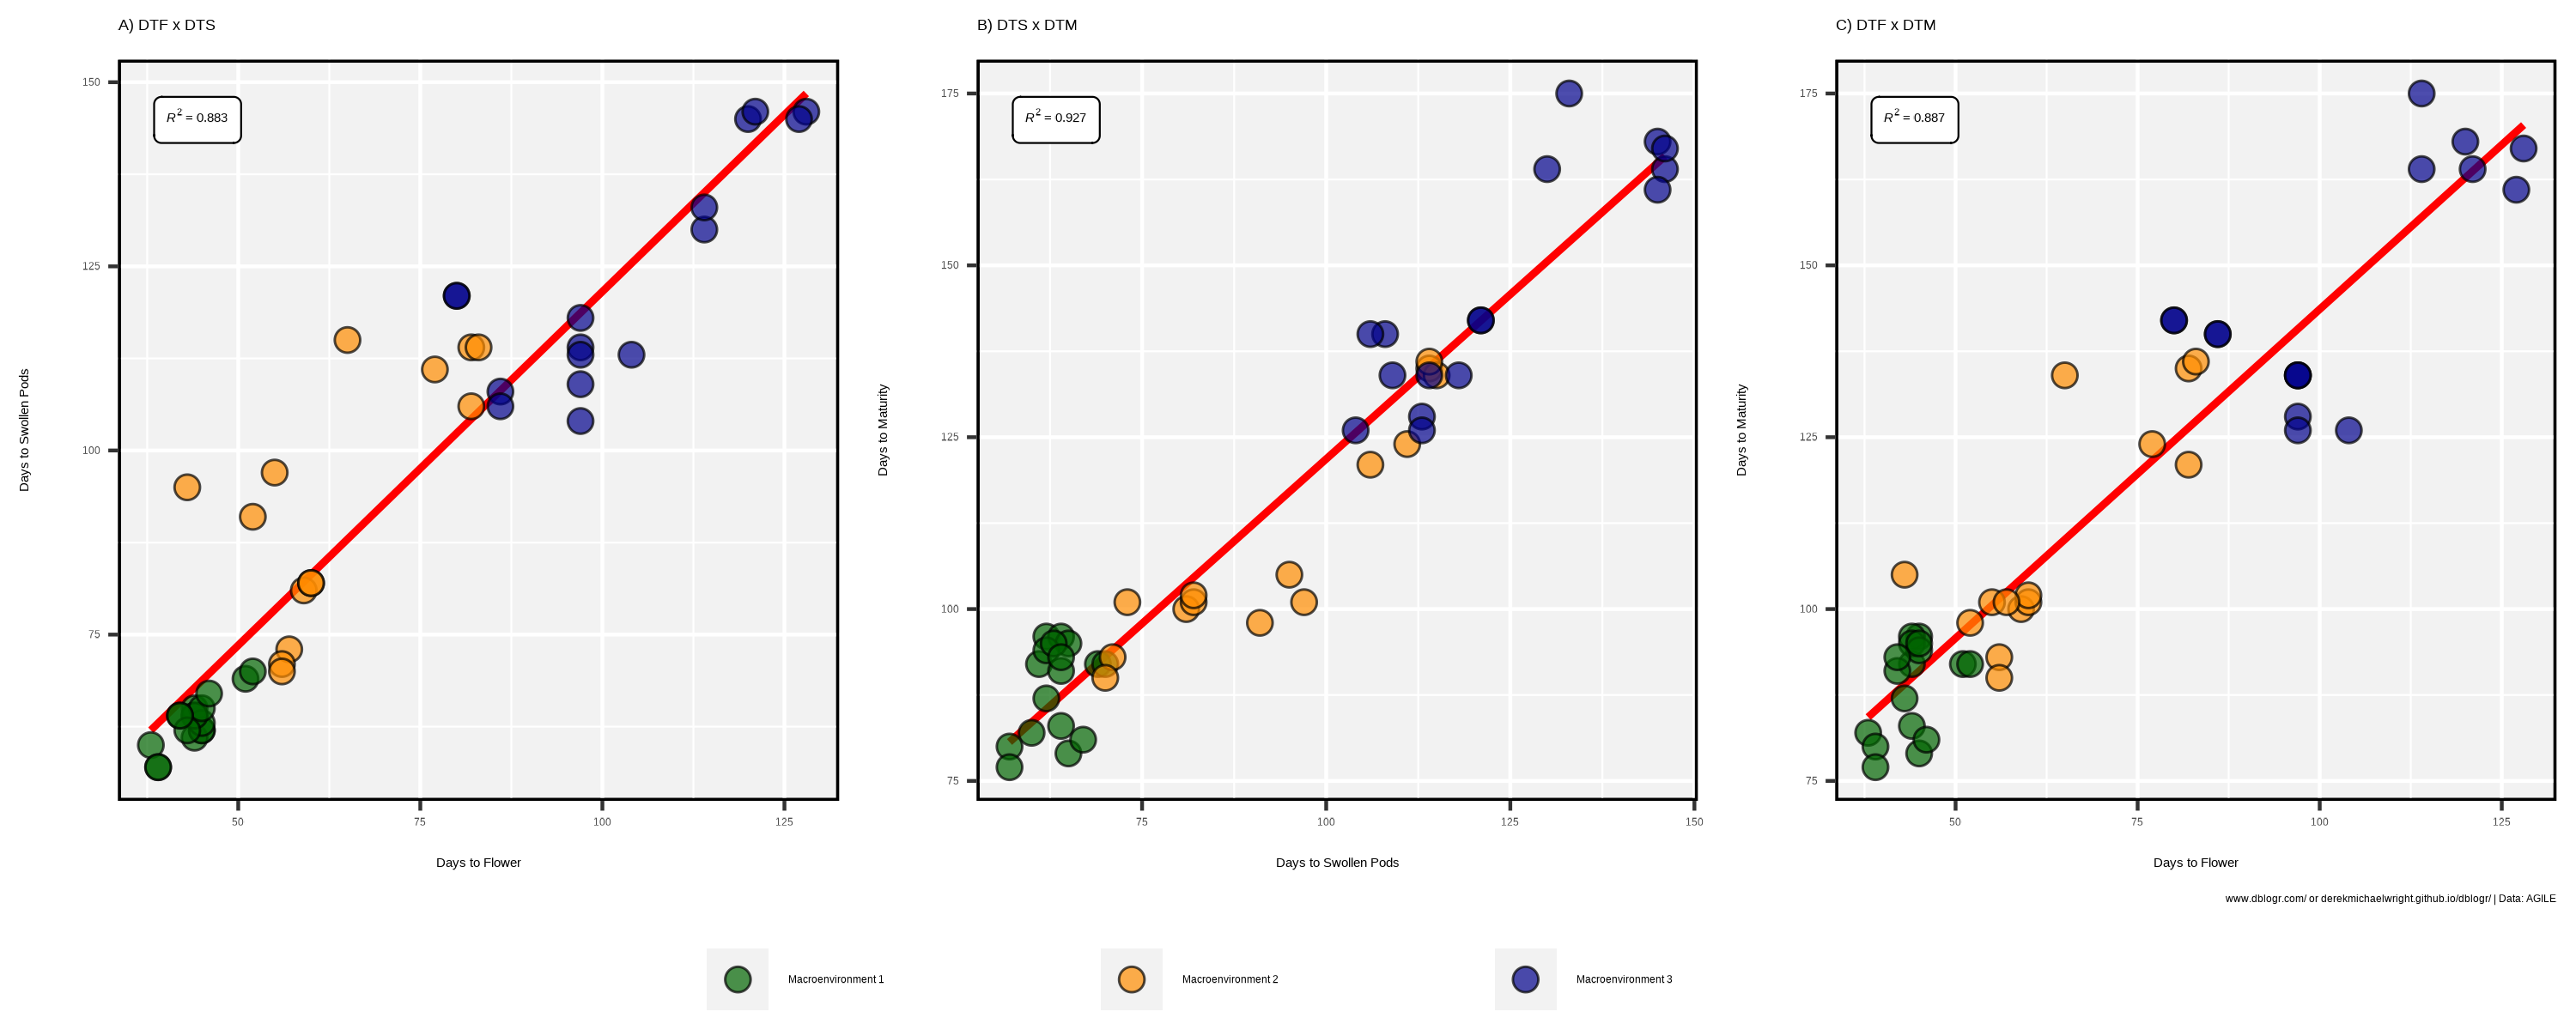 A) DTF x DTS
B) DTS x DTM
C) DTF x DTM
R2 = 0.883
150
125
100
75
Days to Swollen Pods
50
75
100
125
Days to Flower
R2 = 0.927
175
150
125
100
75
Days to Maturity
75
100
125
150
Days to Swollen Pods
R2 = 0.887
175
150
125
100
75
Days to Maturity
50
75
100
125
Days to Flower
www.dblogr.com/ or derekmichaelwright.github.io/dblogr/ | Data: AGILE
Macroenvironment 1
Macroenvironment 2
Macroenvironment 3